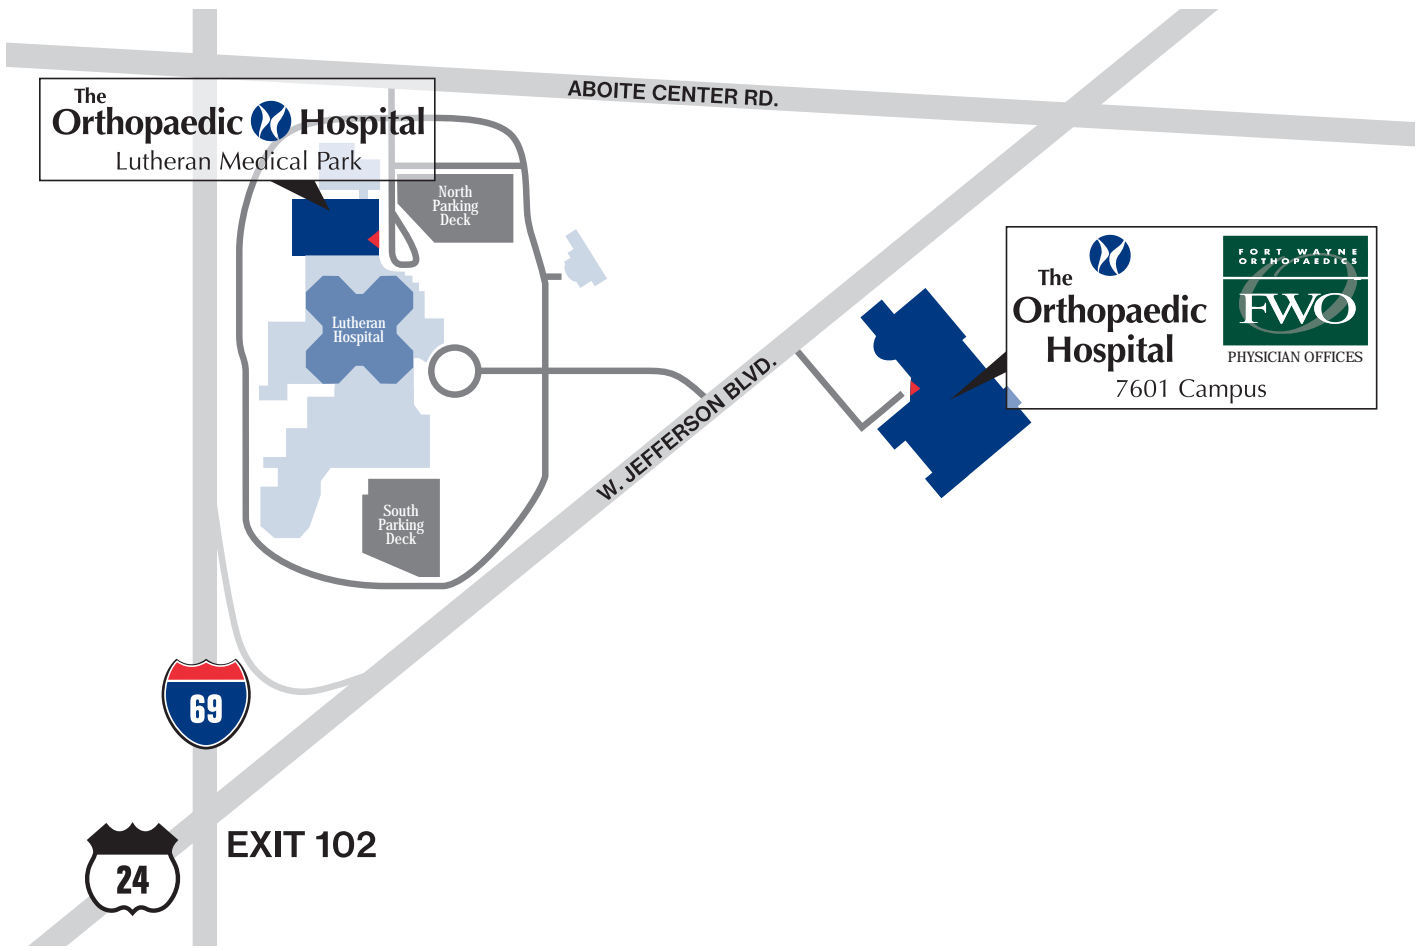 ABOITE CENTER RD.
The
Orthopaedic Hospital
Lutheran Medical Park
North
Parking
Deck
Lutheran
Hospital
The
Orthopaedic
Hospital
7601 Campus
FORT WAYNE
ORTHOPAEDICS
FWO
PHYSICIAN OFFICES
W. JEFFERSON BLVD.
South
Parking
Deck
69
EXIT 102
24